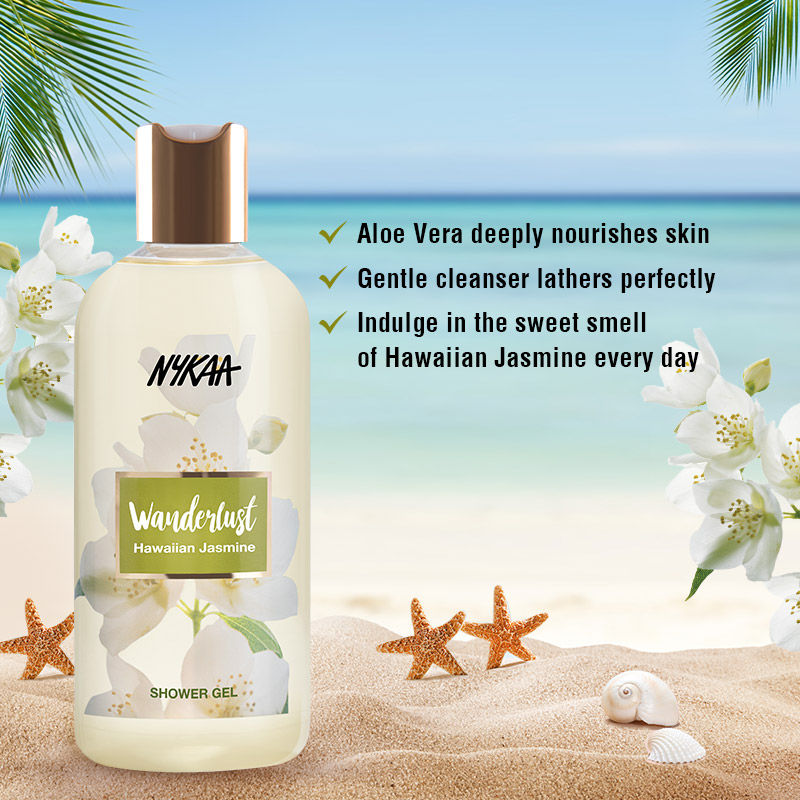 Aloe Vera deeply nourishes skin
Gentle cleanser lathers perfectly
Indulge in the sweet smell
of Hawaiian Jasmine every day
NYKAA
Wanderlust
Hawaiian Jasmine
SHOWER GEL